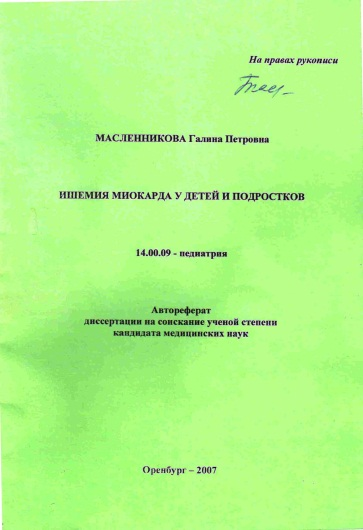 На правах рукописи
МАСЛЕННИКОВА Галина Петровна
ИШЕМИЯ МИОКАРДА У ДЕТЕЙ И ПОДРОСТКОВ
14.00.09 - педиатрия
Автореферат
диссертации на соискание ученой степени
кандидата медицинских наук
Оренбург – 2007